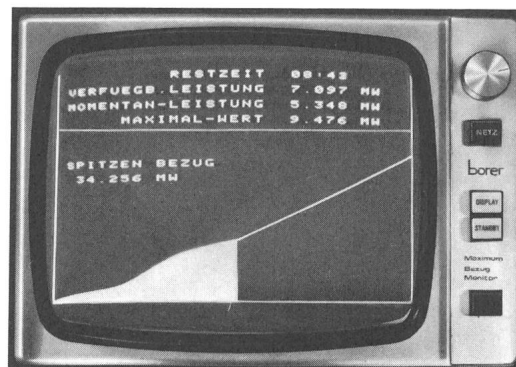 RESTZEIT 08:43
VERFUEGB.LEISTUNG 7.097 MW
MOMENTAN-LEISTUNG 5.348 MW
MAXIMAL-WERT 9.476 MW
SPITZEN BEZUG
34.256 MW
NETZ
borer
DISPLAY
STANDBY
Maximum
Bezug
Monitor